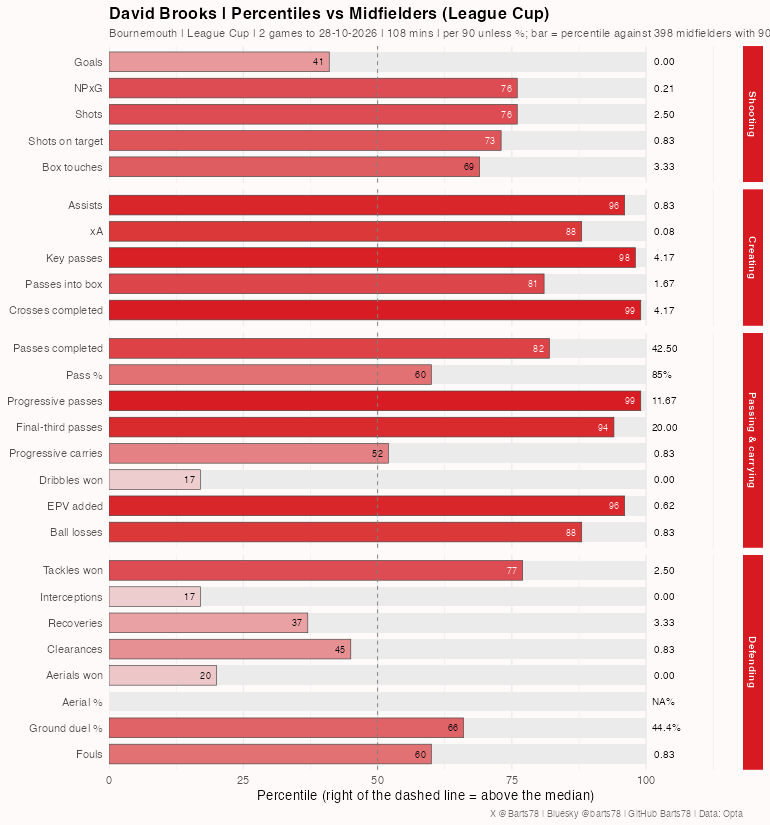 David Brooks | Percentiles vs Midfielders (League Cup)
Bournemouth | League Cup | 2 games to 28-10-2026 | 108 mins | per 90 unless %; bar = percentile against 398 midfielders with 90
Goals 41 0.00
NPxG 76 0.21
Shots 76 2.50
Shots on target 73 0.83
Box touches 69 3.33
Shooting
Assists 96 0.83
xA 88 0.08
Key passes 98 4.17
Passes into box 81 1.67
Crosses completed 99 4.17
Creating
Passes completed 82 42.50
Pass % 60 85%
Progressive passes 99 11.67
Final-third passes 94 20.00
Progressive carries 52 0.83
Dribbles won 17 0.00
EPV added 96 0.62
Ball losses 88 0.83
Passing & carrying
Tackles won 77 2.50
Interceptions 17 0.00
Recoveries 37 3.33
Clearances 45 0.83
Aerials won 20 0.00
Aerial % NA%
Ground duel % 66 44.4%
Fouls 60 0.83
Defending
0 25 50 75 100
Percentile (right of the dashed line = above the median)
X @Barts78 | Bluesky @barts78 | GitHub Barts78 | Data: Opta